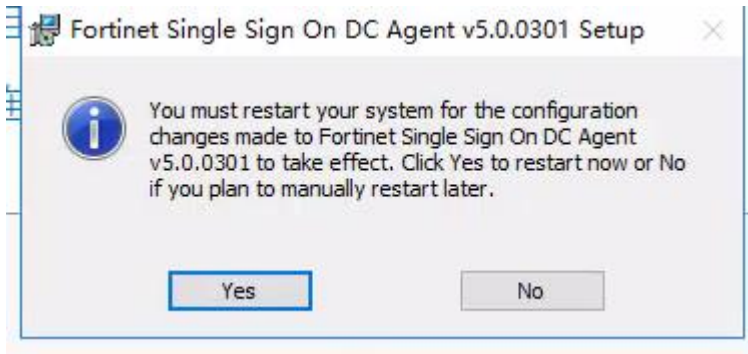 Fortinet Single Sign On DC Agent v5.0.0301 Setup
You must restart your system for the configuration
changes made to Fortinet Single Sign On DC Agent
v5.0.0301 to take effect. Click Yes to restart now or No
if you plan to manually restart later.
Yes
No